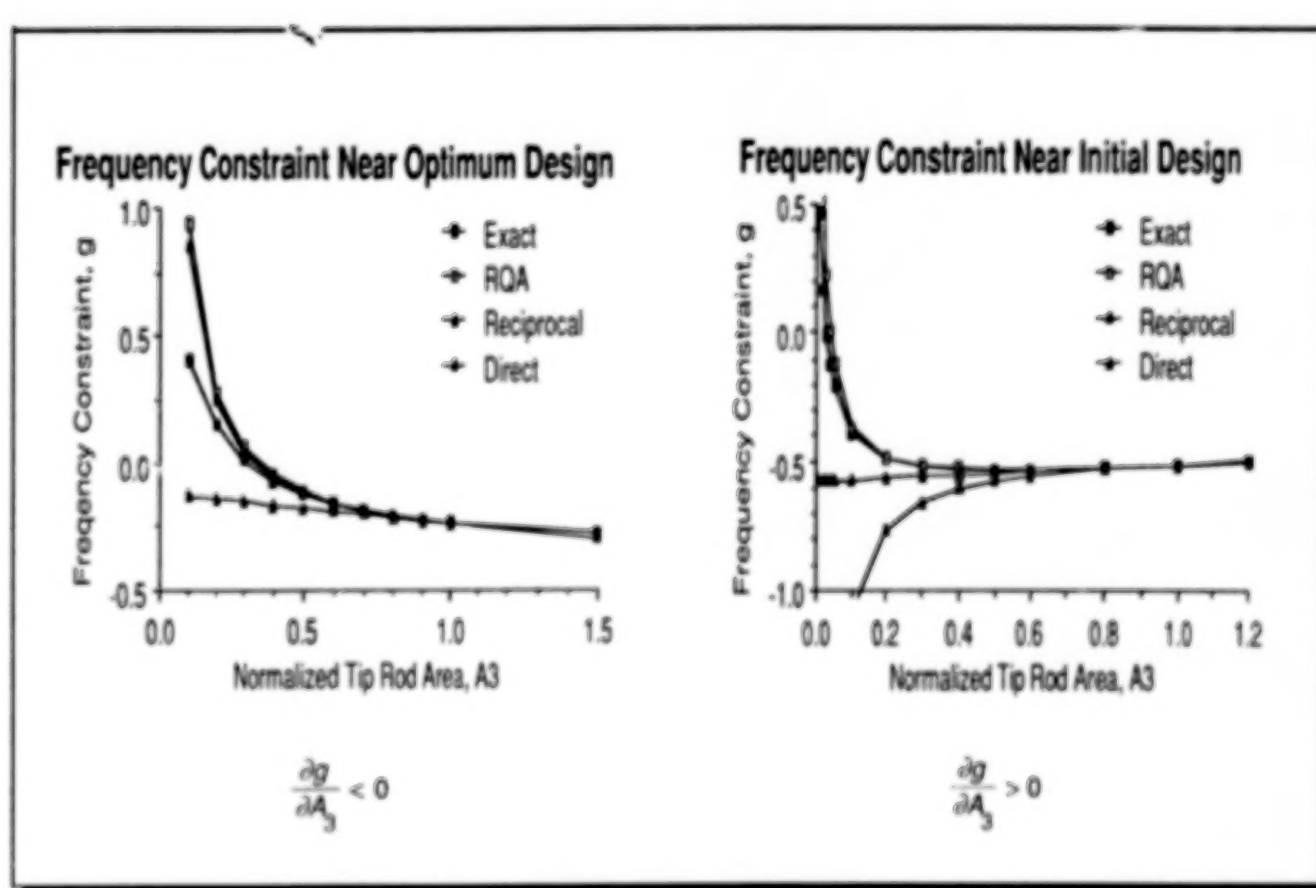 Frequency Constraint Near Optimum Design
Freqency Constraint, g
1.0
0.5
0.0
-0.5
0.0 0.5 1.0 1.5
Exact
RQA
Reciprocal
Direct
Normalized Tip Rod Area, A3
∂g/∂A3 < 0
Frequency Constraint Near Initial Design
Frequency Constraint, g
0.5
0.0
-0.5
-1.0
0.0 0.2 0.4 0.6 0.8 1.0 1.2
Exact
RQA
Reciprocal
Direct
Normalized Tip Rod Area, A3
∂g/∂A3 > 0